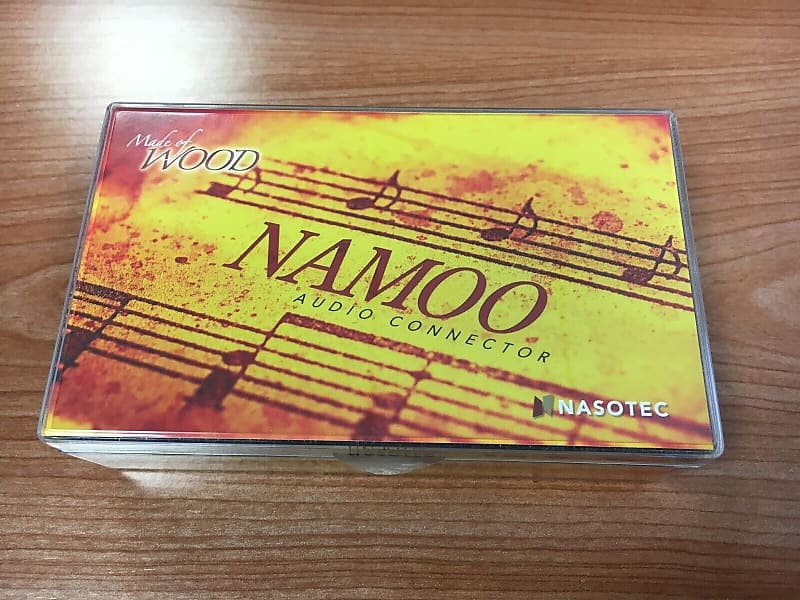 Made of
WOOD
NAMOO
AUDIO CONNECTOR
NASOTEC